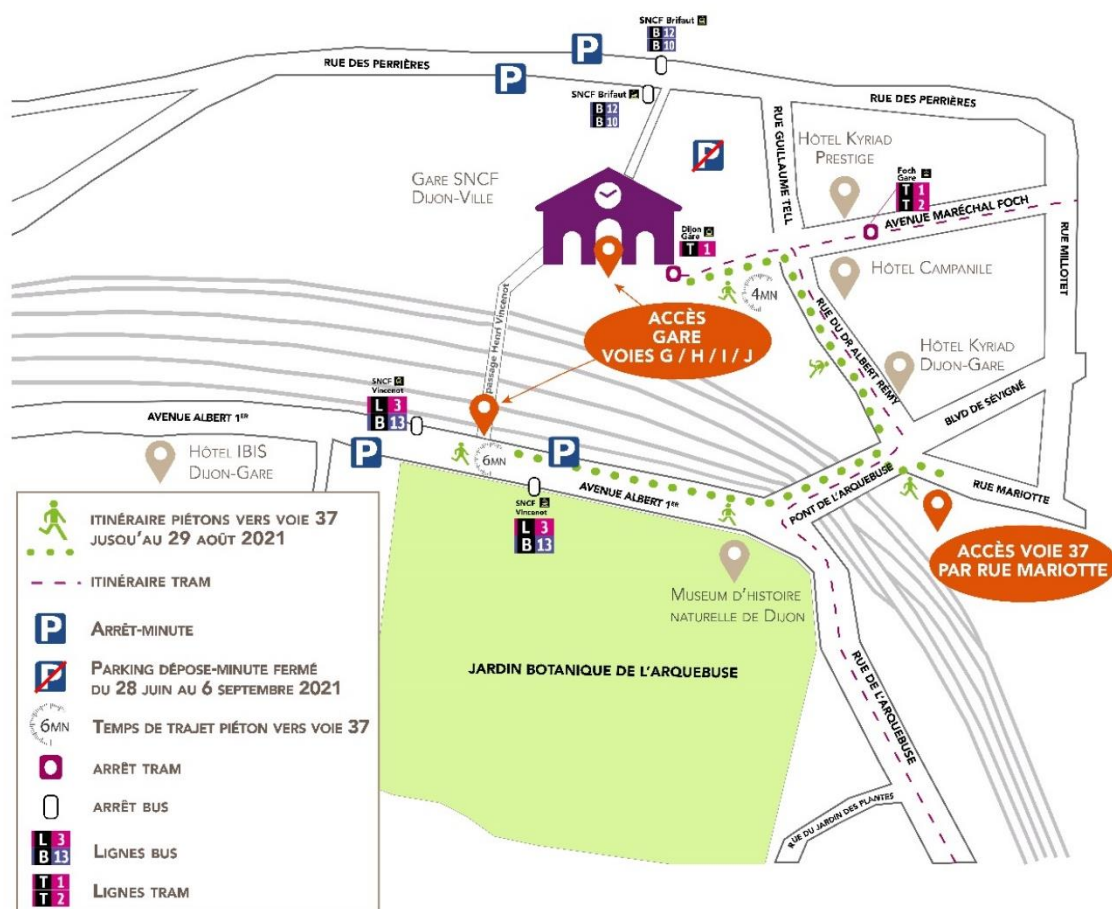 SNCF Brifaut
B 12
B 10
P
P
RUE DES PERRIÈRES
SNCF Brifaut
B 12
B 10
RUE DES PERRIÈRES
RUE GUILLAUME TELL
HÔTEL KYRIAD
PRESTIGE
P
GARE SNCF
DIJON-VILLE
Foch
Gare
T 1
T 2
AVENUE MARÉCHAL FOCH
RUE MILLOTET
Dijon
Gare
T 1
4MN
HÔTEL CAMPANILE
passage Henri Vincenot
ACCÈS
GARE
VOIES G / H / I / J
RUE DU DR ALBERT RÉMY
HÔTEL KYRIAD
DIJON-GARE
BLVD DE SÉVIGNÉ
SNCF
Vincenot
L 3
B 13
AVENUE ALBERT 1ER
HÔTEL IBIS
DIJON-GARE
P
6MN
P
AVENUE ALBERT 1ER
PONT DE L'ARQUEBUSE
RUE MARIOTTE
SNCF
Vincenot
L 3
B 13
ACCÈS VOIE 37
PAR RUE MARIOTTE
MUSEUM D'HISTOIRE
NATURELLE DE DIJON
JARDIN BOTANIQUE DE L'ARQUEBUSE
RUE DE L'ARQUEBUSE
RUE DU JARDIN DES PLANTES
ITINÉRAIRE PIÉTONS VERS VOIE 37
JUSQU'AU 29 AOÛT 2021
ITINÉRAIRE TRAM
P ARRÊT-MINUTE
P PARKING DÉPOSE-MINUTE FERMÉ
DU 28 JUIN AU 6 SEPTEMBRE 2021
6MN TEMPS DE TRAJET PIÉTON VERS VOIE 37
ARRÊT TRAM
ARRÊT BUS
L 3
B 13
LIGNES BUS
T 1
T 2
LIGNES TRAM